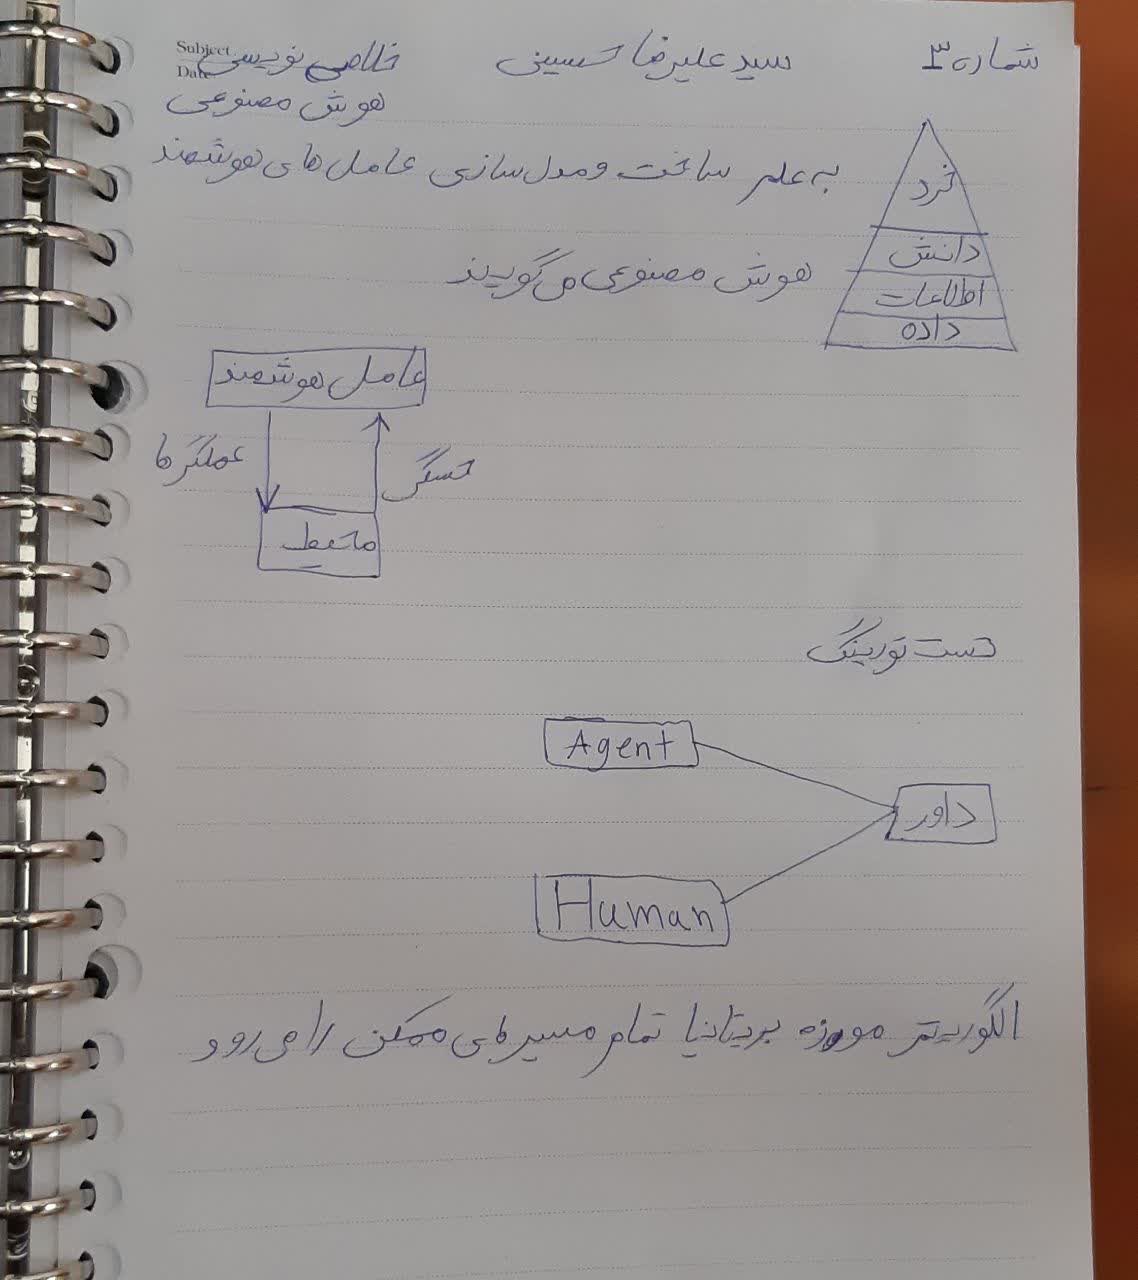 شماره ۳ سید علیرضا حسینی خلاصه نویسی
Subject
Date
هوش مصنوعی
به علم ساخت و مدل سازی عامل های هوشمند
هوش مصنوعی می گویند
خرد
دانش
اطلاعات
داده
عامل هوشمند
حسگر
عملگرها
محیط
تست تورینگ
Agent
داور
Human
الگوریتم موزه بریتانیا تمام مسیرهای ممکن را می رود